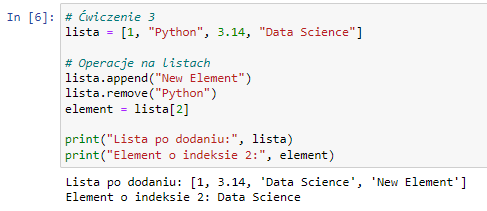 In [6]: # Ćwiczenie 3
lista = [1, "Python", 3.14, "Data Science"]
# Operacje na listach
lista.append("New Element")
lista.remove("Python")
element = lista[2]
print("Lista po dodaniu:", lista)
print("Element o indeksie 2:", element)
Lista po dodaniu: [1, 3.14, 'Data Science', 'New Element']
Element o indeksie 2: Data Science